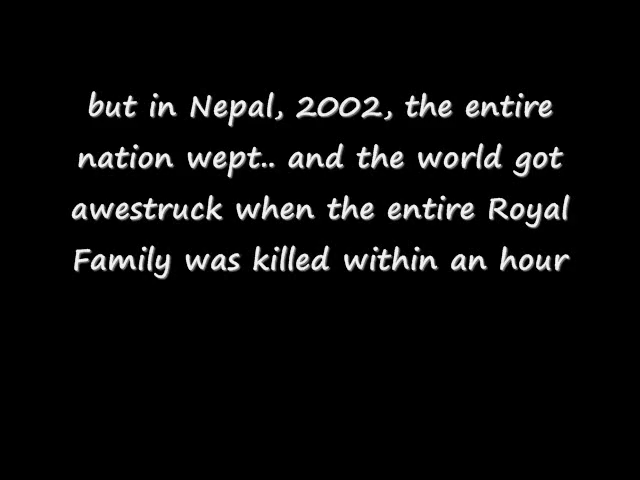 but in Nepal, 2002, the entire
nation wept.. and the world got
awestruck when the entire Royal
Family was killed within an hour